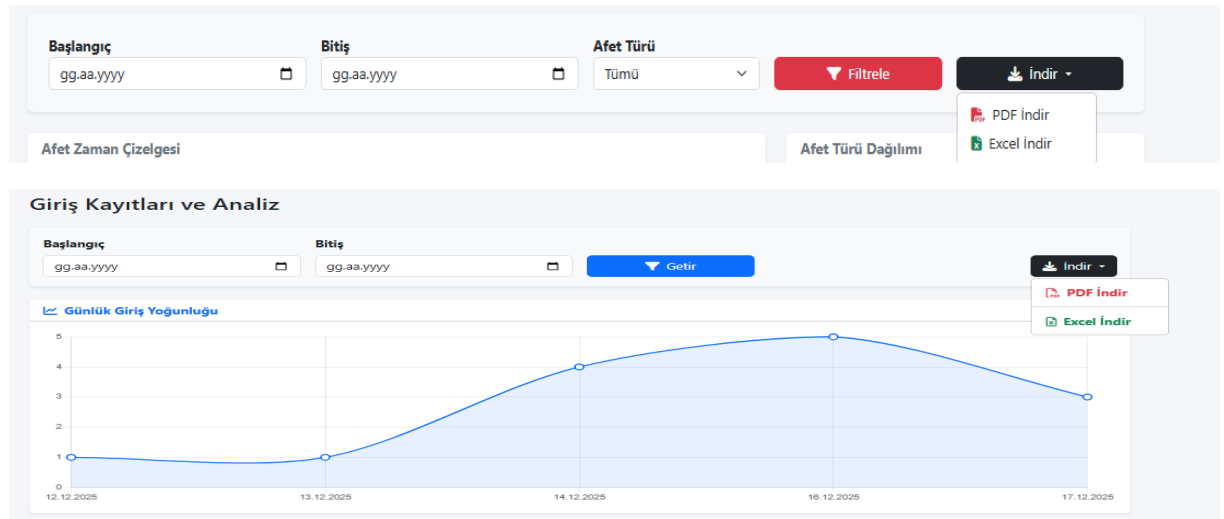 Başlangıç Bitiş Afet Türü
gg.aa.yyyy gg.aa.yyyy Tümü Filtrele İndir
PDF İndir
Excel İndir
Afet Zaman Çizelgesi Afet Türü Dağılımı
Giriş Kayıtları ve Analiz
Başlangıç Bitiş
gg.aa.yyyy gg.aa.yyyy Getir İndir
PDF İndir
Excel İndir
Günlük Giriş Yoğunluğu
5
4
3
2
1
0
12.12.2025 13.12.2025 14.12.2025 16.12.2025 17.12.2025